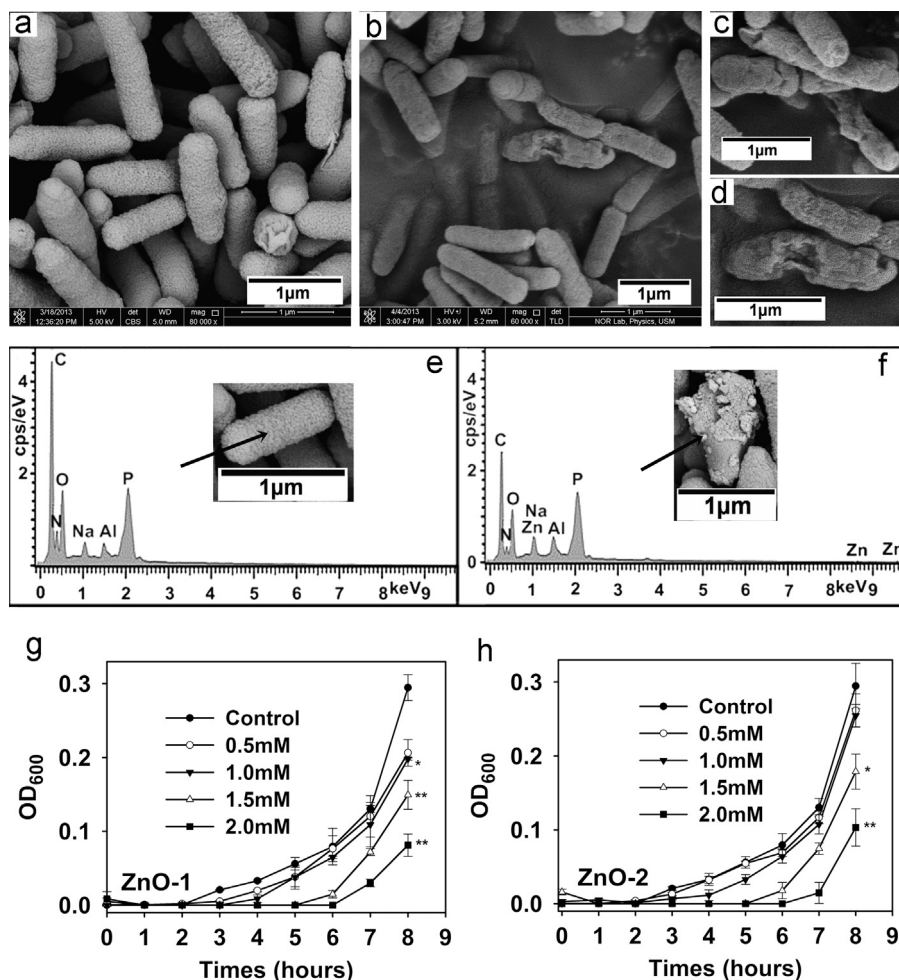 a
1µm
3/18/2013 HV det WD mag 1 µm
12:36:20 PM 5.00 kV CBS 5.0 mm 80 000 x
b
1µm
4/4/2013 HV det WD mag 1 µm
3:00:47 PM 3.00 kV TLD 5.2 mm 60 000 x NOR Lab, Physics, USM
c
1µm
d
1µm
e
cps/eV
4
2
0
C
N
O
Na
Al
P
1µm
0 1 2 3 4 5 6 7 8 keV 9
f
cps/eV
4
2
0
C
N
O
Na
Zn
Al
P
Zn
1µm
0 1 2 3 4 5 6 7 8 keV 9
g
OD600
0.3
0.2
0.1
0.0
Control
0.5mM
1.0mM
1.5mM
2.0mM
*
**
**
ZnO-1
0 1 2 3 4 5 6 7 8 9
Times (hours)
h
OD600
0.3
0.2
0.1
0.0
Control
0.5mM
1.0mM
1.5mM
2.0mM
*
**
ZnO-2
0 1 2 3 4 5 6 7 8 9
Times (hours)